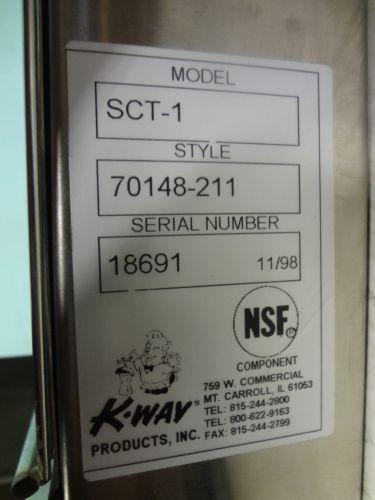 MODEL
SCT-1
STYLE
70148-211
SERIAL NUMBER
18691 11/98
NSF
COMPONENT
K-WAY®
PRODUCTS, INC.
759 W. COMMERCIAL
MT. CARROLL, IL 61053
TEL: 815-244-2800
TEL: 800-622-9163
FAX: 815-244-2799